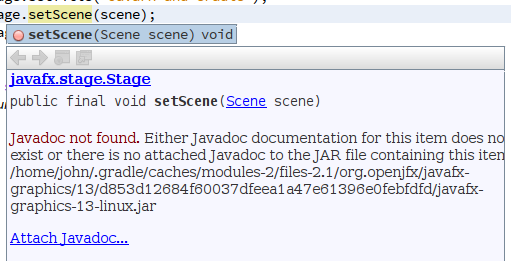 age.setScene(scene);
setScene(Scene scene) void
javafx.stage.Stage
public final void setScene(Scene scene)
Javadoc not found. Either Javadoc documentation for this item does no
exist or there is no attached Javadoc to the JAR file containing this item
/home/john/.gradle/caches/modules-2/files-2.1/org.openjfx/javafx-
graphics/13/d853d12684f60037dfeea1a47e61396e0febfdfd/javafx-
graphics-13-linux.jar
Attach Javadoc...